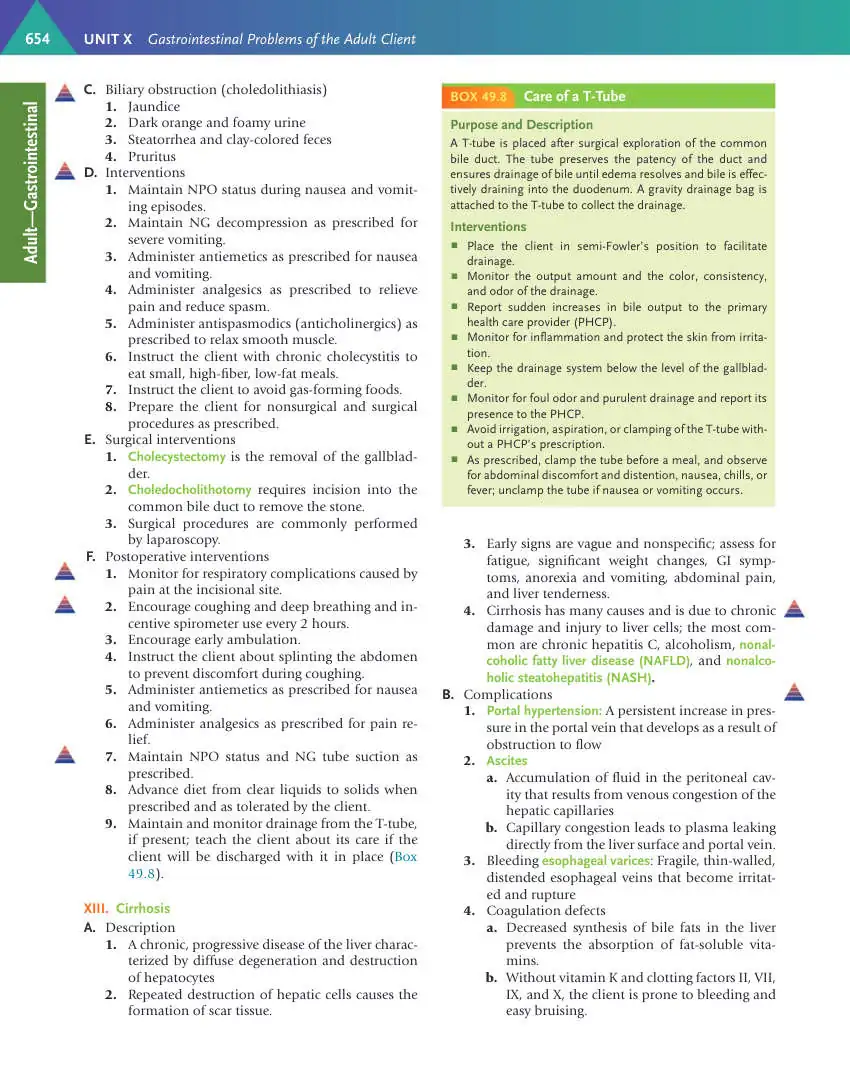 654 UNIT X Gastrointestinal Problems of the Adult Client
Adult—Gastrointestinal
C. Biliary obstruction (choledolithiasis)
1. Jaundice
2. Dark orange and foamy urine
3. Steatorrhea and clay-colored feces
4. Pruritus
D. Interventions
1. Maintain NPO status during nausea and vomit-
ing episodes.
2. Maintain NG decompression as prescribed for
severe vomiting.
3. Administer antiemetics as prescribed for nausea
and vomiting.
4. Administer analgesics as prescribed to relieve
pain and reduce spasm.
5. Administer antispasmodics (anticholinergics) as
prescribed to relax smooth muscle.
6. Instruct the client with chronic cholecystitis to
eat small, high-fiber, low-fat meals.
7. Instruct the client to avoid gas-forming foods.
8. Prepare the client for nonsurgical and surgical
procedures as prescribed.
E. Surgical interventions
1. Cholecystectomy is the removal of the gallblad-
der.
2. Choledocholithotomy requires incision into the
common bile duct to remove the stone.
3. Surgical procedures are commonly performed
by laparoscopy.
F. Postoperative interventions
1. Monitor for respiratory complications caused by
pain at the incisional site.
2. Encourage coughing and deep breathing and in-
centive spirometer use every 2 hours.
3. Encourage early ambulation.
4. Instruct the client about splinting the abdomen
to prevent discomfort during coughing.
5. Administer antiemetics as prescribed for nausea
and vomiting.
6. Administer analgesics as prescribed for pain re-
lief.
7. Maintain NPO status and NG tube suction as
prescribed.
8. Advance diet from clear liquids to solids when
prescribed and as tolerated by the client.
9. Maintain and monitor drainage from the T-tube,
if present; teach the client about its care if the
client will be discharged with it in place (Box
49.8).
XIII. Cirrhosis
A. Description
1. A chronic, progressive disease of the liver charac-
terized by diffuse degeneration and destruction
of hepatocytes
2. Repeated destruction of hepatic cells causes the
formation of scar tissue.
BOX 49.8 Care of a T-Tube
Purpose and Description
A T-tube is placed after surgical exploration of the common
bile duct. The tube preserves the patency of the duct and
ensures drainage of bile until edema resolves and bile is effec-
tively draining into the duodenum. A gravity drainage bag is
attached to the T-tube to collect the drainage.
Interventions
■ Place the client in semi-Fowler's position to facilitate
drainage.
■ Monitor the output amount and the color, consistency,
and odor of the drainage.
■ Report sudden increases in bile output to the primary
health care provider (PHCP).
■ Monitor for inflammation and protect the skin from irrita-
tion.
■ Keep the drainage system below the level of the gallblad-
der.
■ Monitor for foul odor and purulent drainage and report its
presence to the PHCP.
■ Avoid irrigation, aspiration, or clamping of the T-tube with-
out a PHCP's prescription.
■ As prescribed, clamp the tube before a meal, and observe
for abdominal discomfort and distention, nausea, chills, or
fever; unclamp the tube if nausea or vomiting occurs.
3. Early signs are vague and nonspecific; assess for
fatigue, significant weight changes, GI symp-
toms, anorexia and vomiting, abdominal pain,
and liver tenderness.
4. Cirrhosis has many causes and is due to chronic
damage and injury to liver cells; the most com-
mon are chronic hepatitis C, alcoholism, nonal-
coholic fatty liver disease (NAFLD), and nonalco-
holic steatohepatitis (NASH).
B. Complications
1. Portal hypertension: A persistent increase in pres-
sure in the portal vein that develops as a result of
obstruction to flow
2. Ascites
a. Accumulation of fluid in the peritoneal cav-
ity that results from venous congestion of the
hepatic capillaries
b. Capillary congestion leads to plasma leaking
directly from the liver surface and portal vein.
3. Bleeding esophageal varices: Fragile, thin-walled,
distended esophageal veins that become irritat-
ed and rupture
4. Coagulation defects
a. Decreased synthesis of bile fats in the liver
prevents the absorption of fat-soluble vita-
mins.
b. Without vitamin K and clotting factors II, VII,
IX, and X, the client is prone to bleeding and
easy bruising.